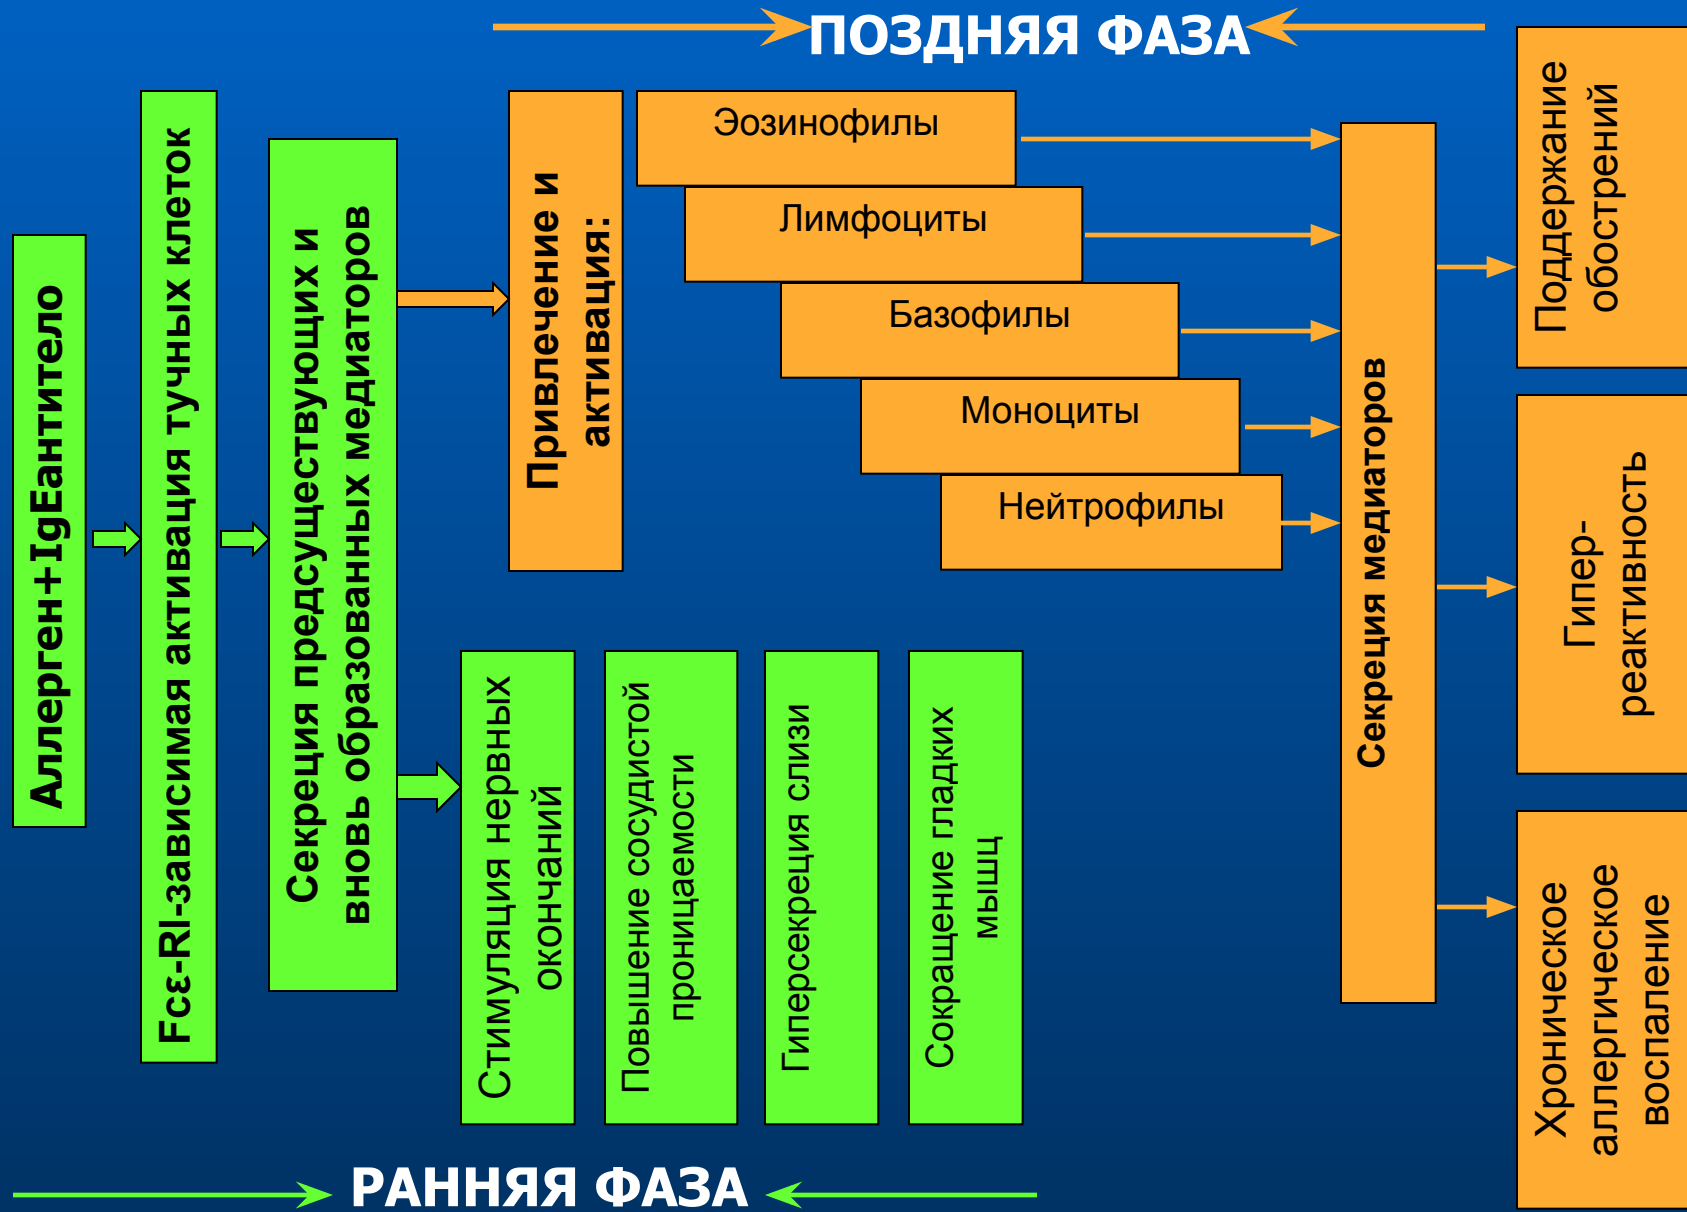 ПОЗДНЯЯ ФАЗА
Аллерген+IgEантитело
Fcε-RI-зависимая активация тучных клеток
Секреция предсуществующих и
вновь образованных медиаторов
Привлечение и
активация:
Эозинофилы
Лимфоциты
Базофилы
Моноциты
Нейтрофилы
Секреция медиаторов
Поддержание
обострений
Гипер-
реактивность
Хроническое
аллергическое
воспаление
Стимуляция нервных
окончаний
Повышение сосудистой
проницаемости
Гиперсекреция слизи
Сокращение гладких
мышц
РАННЯЯ ФАЗА